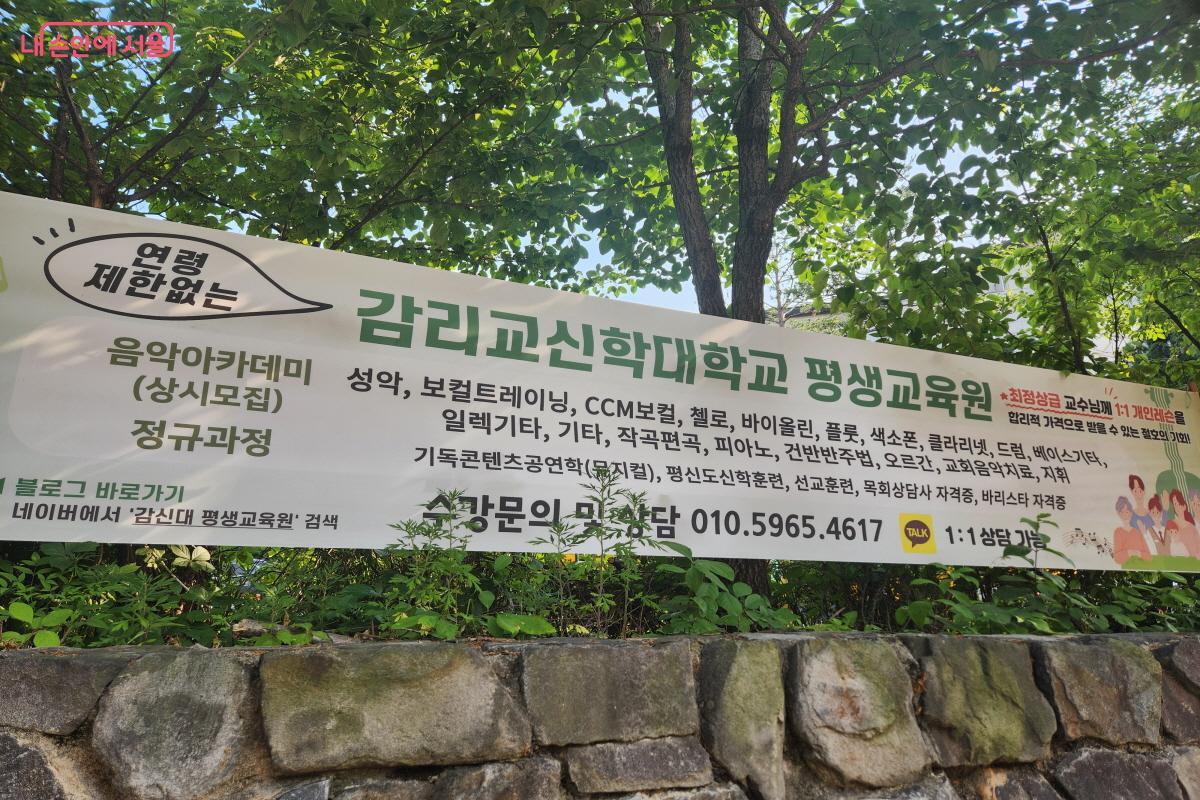 내 손안에 서울
연령
제한없는
음악아카데미
(상시모집)
정규과정
블로그 바로가기
네이버에서 '감신대 평생교육원' 검색
감리교신학대학교 평생교육원
성악, 보컬트레이닝, CCM보컬, 첼로, 바이올린, 플룻, 색소폰, 클라리넷, 드럼, 베이스기타,
일렉기타, 기타, 작곡편곡, 피아노, 건반반주법, 오르간, 교회음악치료, 지휘
기독콘텐츠공연학(뮤지컬), 평신도신학훈련, 선교훈련, 목회상담사 자격증, 바리스타 자격증
수강문의 및 상담 010.5965.4617
TALK
1:1 상담 가능
★최정상급 교수님께 1:1 개인레슨을
합리적 가격으로 받을 수 있는 절호의 기회!